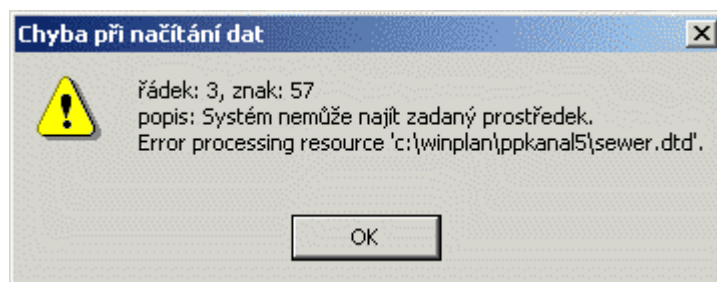 Chyba při načítání dat
řádek: 3, znak: 57
popis: Systém nemůže najít zadaný prostředek.
Error processing resource 'c:\winplan\ppkanal5\sewer.dtd'.
OK